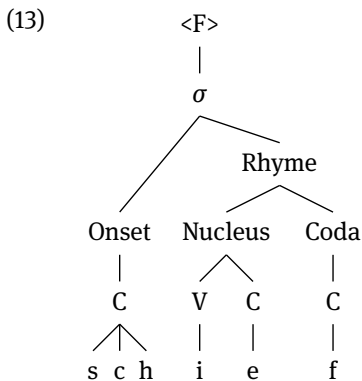 (13) <F>
σ
Rhyme
Onset Nucleus Coda
C V C C
s c h i e f